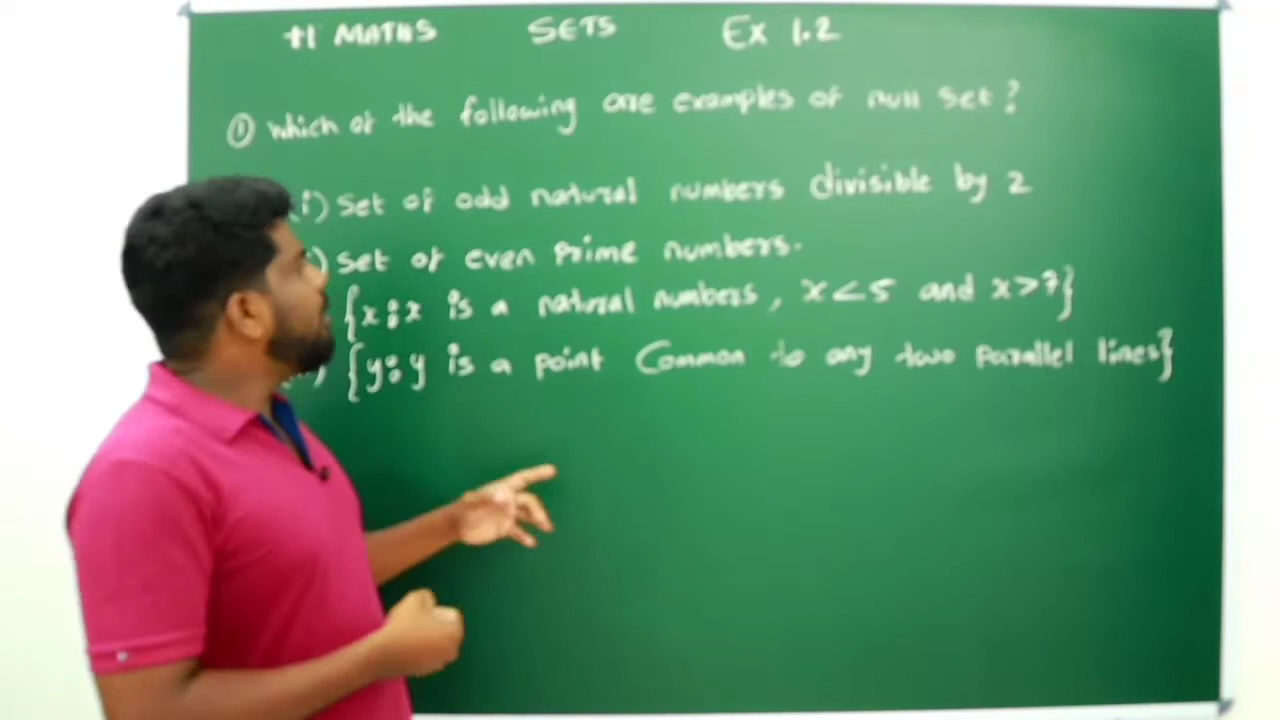 +1 MATHS SETS Ex 1.2
① Which of the following are examples of null set?
(i) Set of odd natural numbers divisible by 2
) Set of even prime numbers.
{x : x is a natural numbers, x < 5 and x > 7}
) {y : y is a point Common to any two parallel lines}